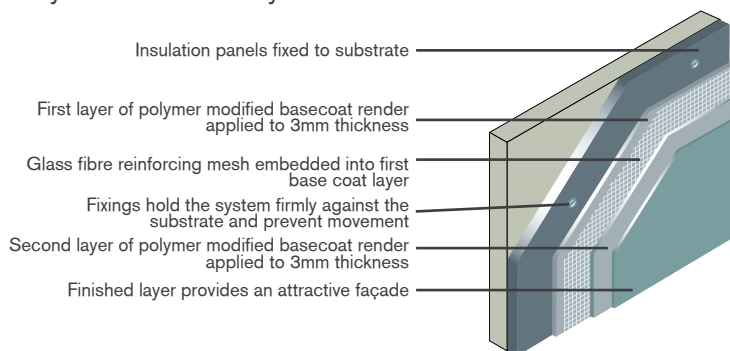 Insulation panels fixed to substrate
First layer of polymer modified basecoat render
applied to 3mm thickness
Glass fibre reinforcing mesh embedded into first
base coat layer
Fixings hold the system firmly against the
substrate and prevent movement
Second layer of polymer modified basecoat render
applied to 3mm thickness
Finished layer provides an attractive façade